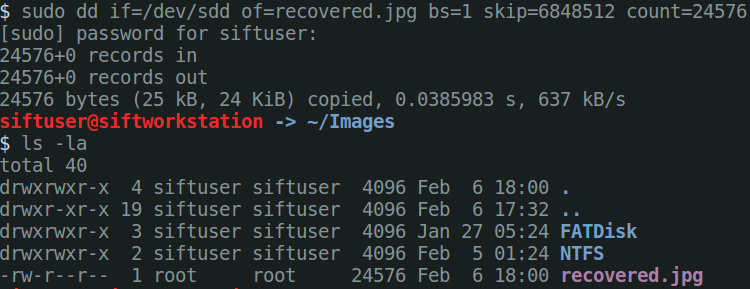 $ sudo dd if=/dev/sdd of=recovered.jpg bs=1 skip=6848512 count=24576
[sudo] password for siftuser:
24576+0 records in
24576+0 records out
24576 bytes (25 kB, 24 KiB) copied, 0.0385983 s, 637 kB/s
siftuser@siftworkstation -> ~/Images
$ ls -la
total 40
drwxrwxr-x  4 siftuser siftuser  4096 Feb  6 18:00 .
drwxr-xr-x 19 siftuser siftuser  4096 Feb  6 17:32 ..
drwxrwxr-x  3 siftuser siftuser  4096 Jan 27 05:24 FATDisk
drwxrwxr-x  2 siftuser siftuser  4096 Feb  5 01:24 NTFS
-rw-r--r--  1 root     root     24576 Feb  6 18:00 recovered.jpg